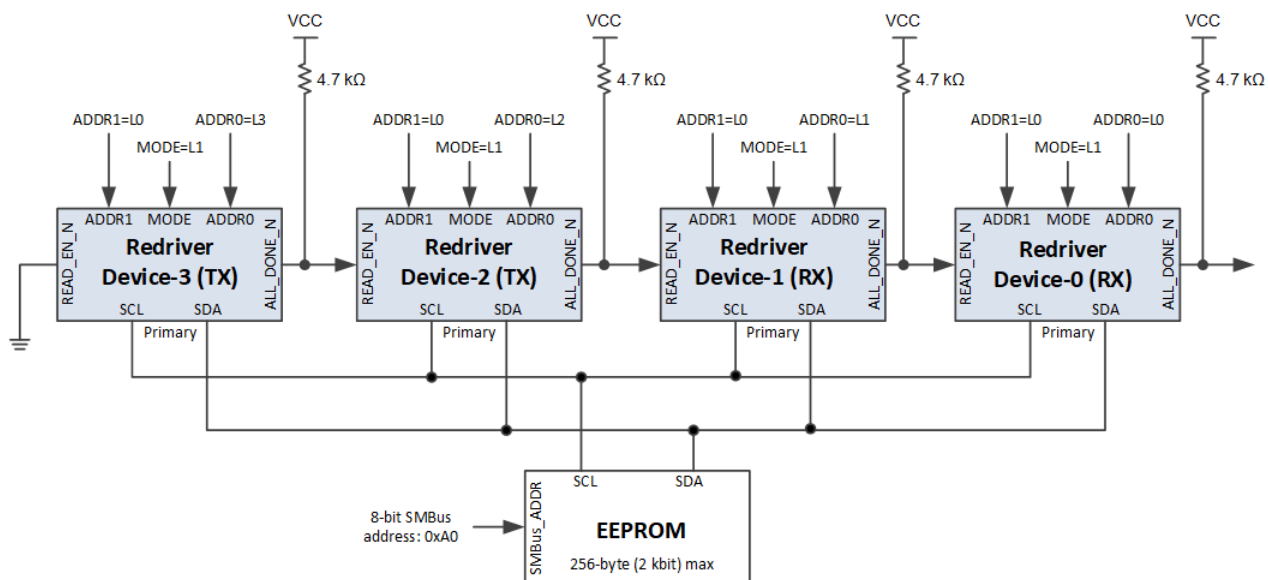 VCC
VCC
VCC
VCC
4.7 kΩ
4.7 kΩ
4.7 kΩ
4.7 kΩ
ADDR1=L0
ADDR0=L3
MODE=L1
ADDR1=L0
ADDR0=L2
MODE=L1
ADDR1=L0
ADDR0=L1
MODE=L1
ADDR1=L0
ADDR0=L0
MODE=L1
READ_EN_N
ADDR1
MODE
ADDR0
ALL_DONE_N
Redriver
Device-3 (TX)
SCL
SDA
Primary
READ_EN_N
ADDR1
MODE
ADDR0
ALL_DONE_N
Redriver
Device-2 (TX)
SCL
SDA
Primary
READ_EN_N
ADDR1
MODE
ADDR0
ALL_DONE_N
Redriver
Device-1 (RX)
SCL
SDA
Primary
READ_EN_N
ADDR1
MODE
ADDR0
ALL_DONE_N
Redriver
Device-0 (RX)
SCL
SDA
Primary
8-bit SMBus
address: 0xA0
SMBus_ADDR
SCL
SDA
EEPROM
256-byte (2 kbit) max